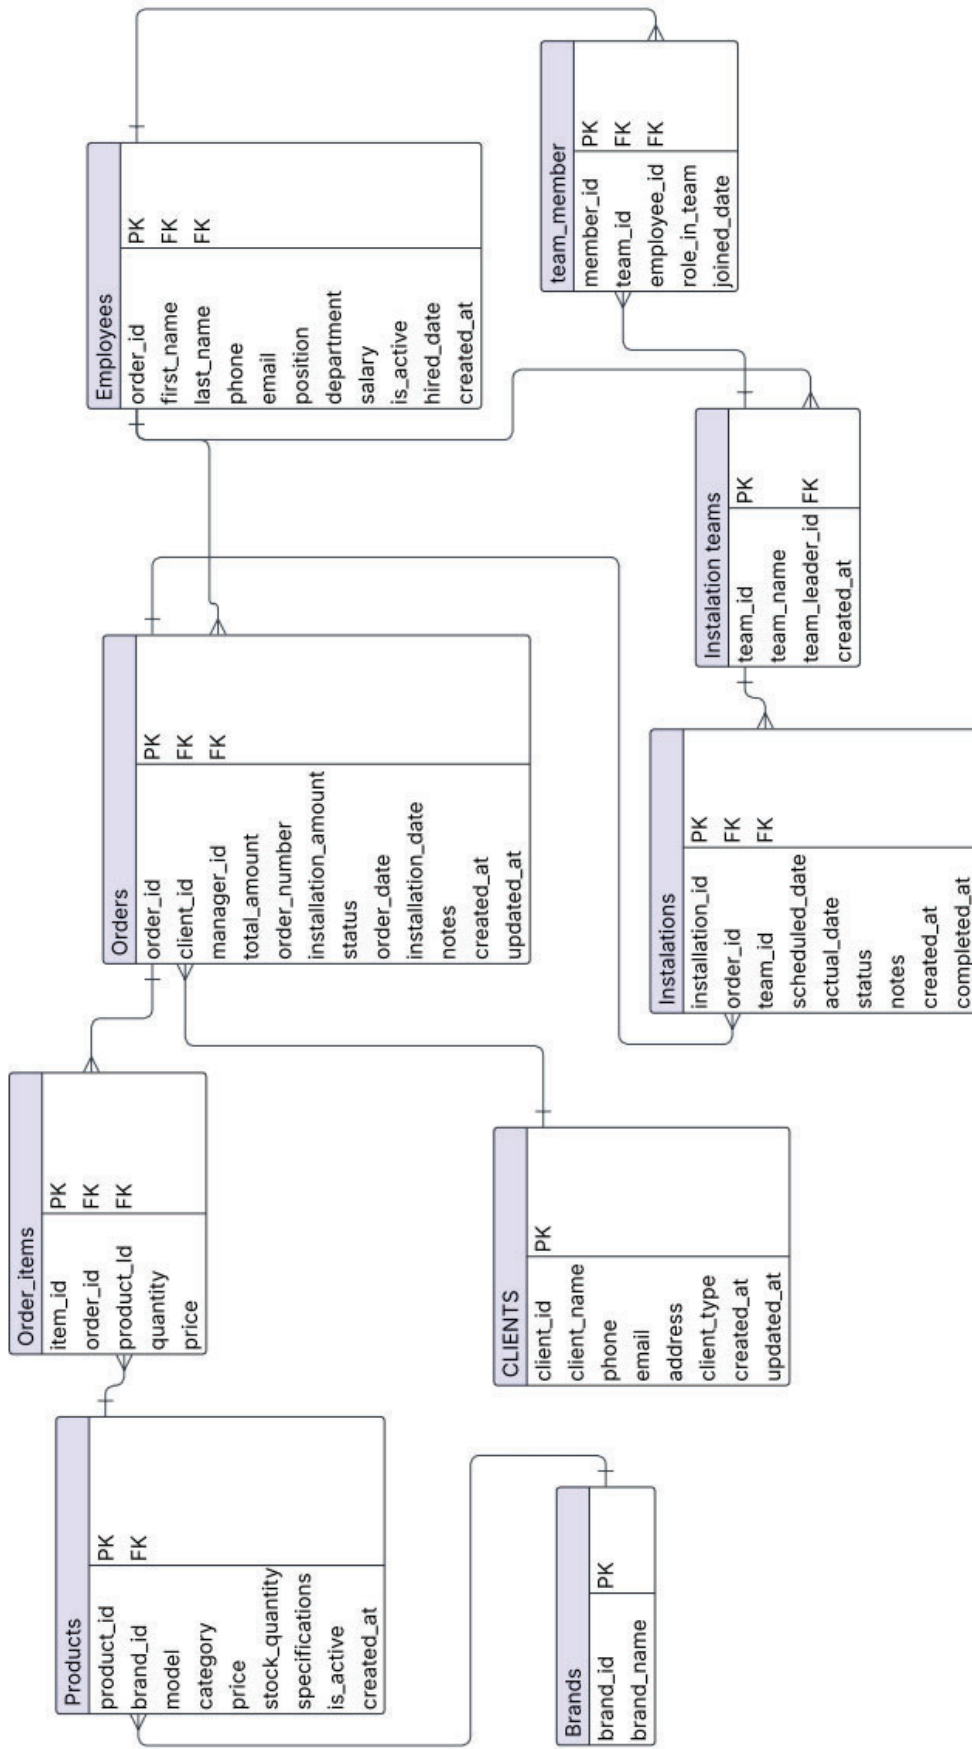 Products
product_id PK
brand_id FK
model
category
price
stock_quantity
specifications
is_active
created_at
Brands
brand_id PK
brand_name
Order_items
item_id PK
order_id FK
product_Id FK
quantity
price
CLIENTS
client_id PK
client_name
phone
email
address
client_type
created_at
updated_at
Orders
order_id PK
client_id FK
manager_id FK
total_amount
order_number
installation_amount
status
order_date
installation_date
notes
created_at
updated_at
Instalations
installation_id PK
order_id FK
team_id FK
scheduled_date
actual_date
status
notes
created_at
completed_at
Instalation teams
team_id PK
team_name
team_leader_id FK
created_at
Employees
order_id PK
first_name FK
last_name FK
phone
email
position
department
salary
is_active
hired_date
created_at
team_member
member_id PK
team_id FK
employee_id FK
role_in_team
joined_date